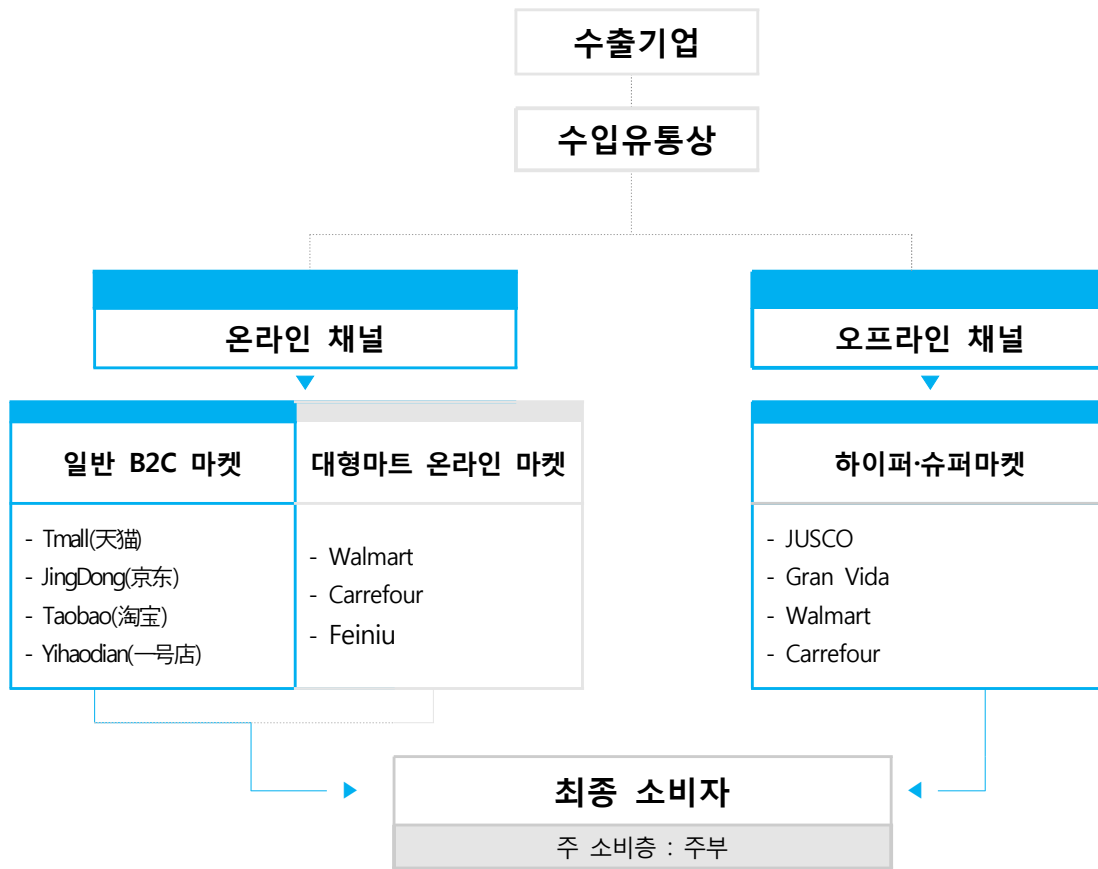 수출기업
수입유통상
온라인 채널
오프라인 채널
일반 B2C 마켓
대형마트 온라인 마켓
하이퍼·슈퍼마켓
- Tmall(天猫)
- JingDong(京东)
- Taobao(淘宝)
- Yihaodian(一号店)
- Walmart
- Carrefour
- Feiniu
- JUSCO
- Gran Vida
- Walmart
- Carrefour
최종 소비자
주 소비층 : 주부